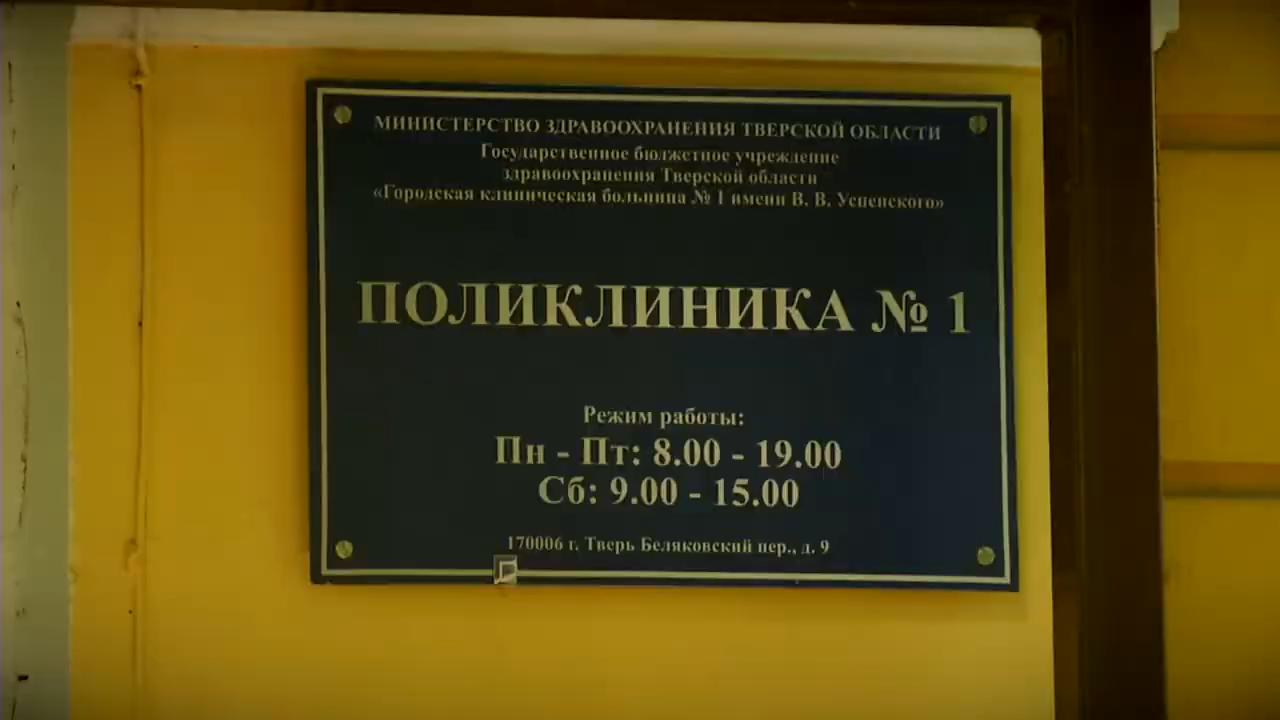 МИНИСТЕРСТВО ЗДРАВООХРАНЕНИЯ ТВЕРСКОЙ ОБЛАСТИ
Государственное бюджетное учреждение
здравоохранения Тверской области
«Городская клиническая больница № 1 имени В. В. Успенского»
ПОЛИКЛИНИКА № 1
Режим работы:
Пн - Пт: 8.00 - 19.00
Сб: 9.00 - 15.00
170006 г. Тверь Беляковский пер., д. 9